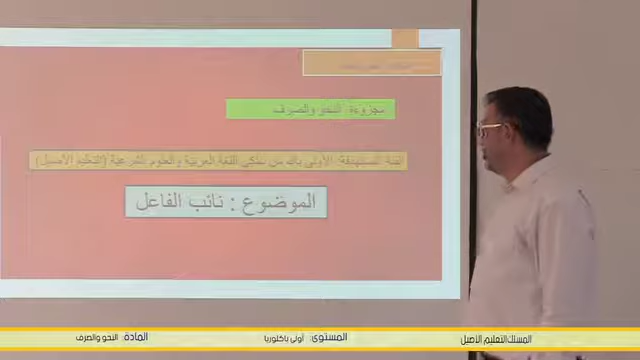 مجزوءة النحو والصرف
الفئة المستهدفة: الأولى باك من سلكي اللغة العربية والعلوم الشرعية (التعليم الأصيل)
الموضوع : نائب الفاعل
المادة: النحو والصرف
المستوى: أولى باكلوريا
المسلك:التعليم الأصيل